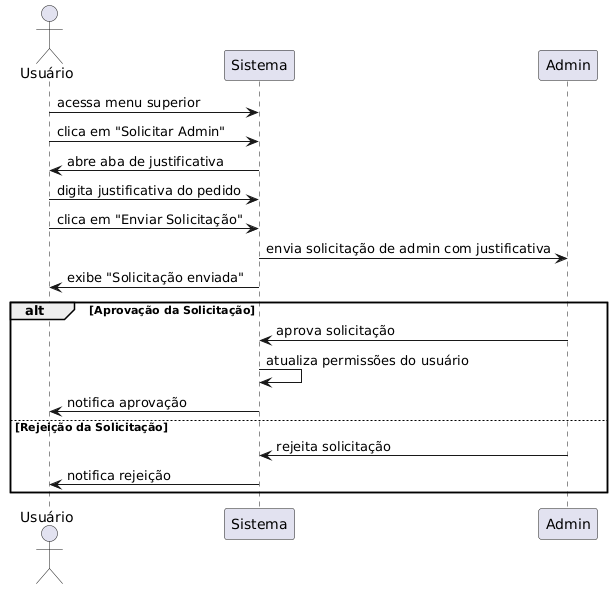 Usuário
Sistema
Admin
acessa menu superior
clica em "Solicitar Admin"
abre aba de justificativa
digita justificativa do pedido
clica em "Enviar Solicitação"
envia solicitação de admin com justificativa
exibe "Solicitação enviada"
alt [Aprovação da Solicitação]
aprova solicitação
atualiza permissões do usuário
notifica aprovação
[Rejeição da Solicitação]
rejeita solicitação
notifica rejeição
Usuário
Sistema
Admin